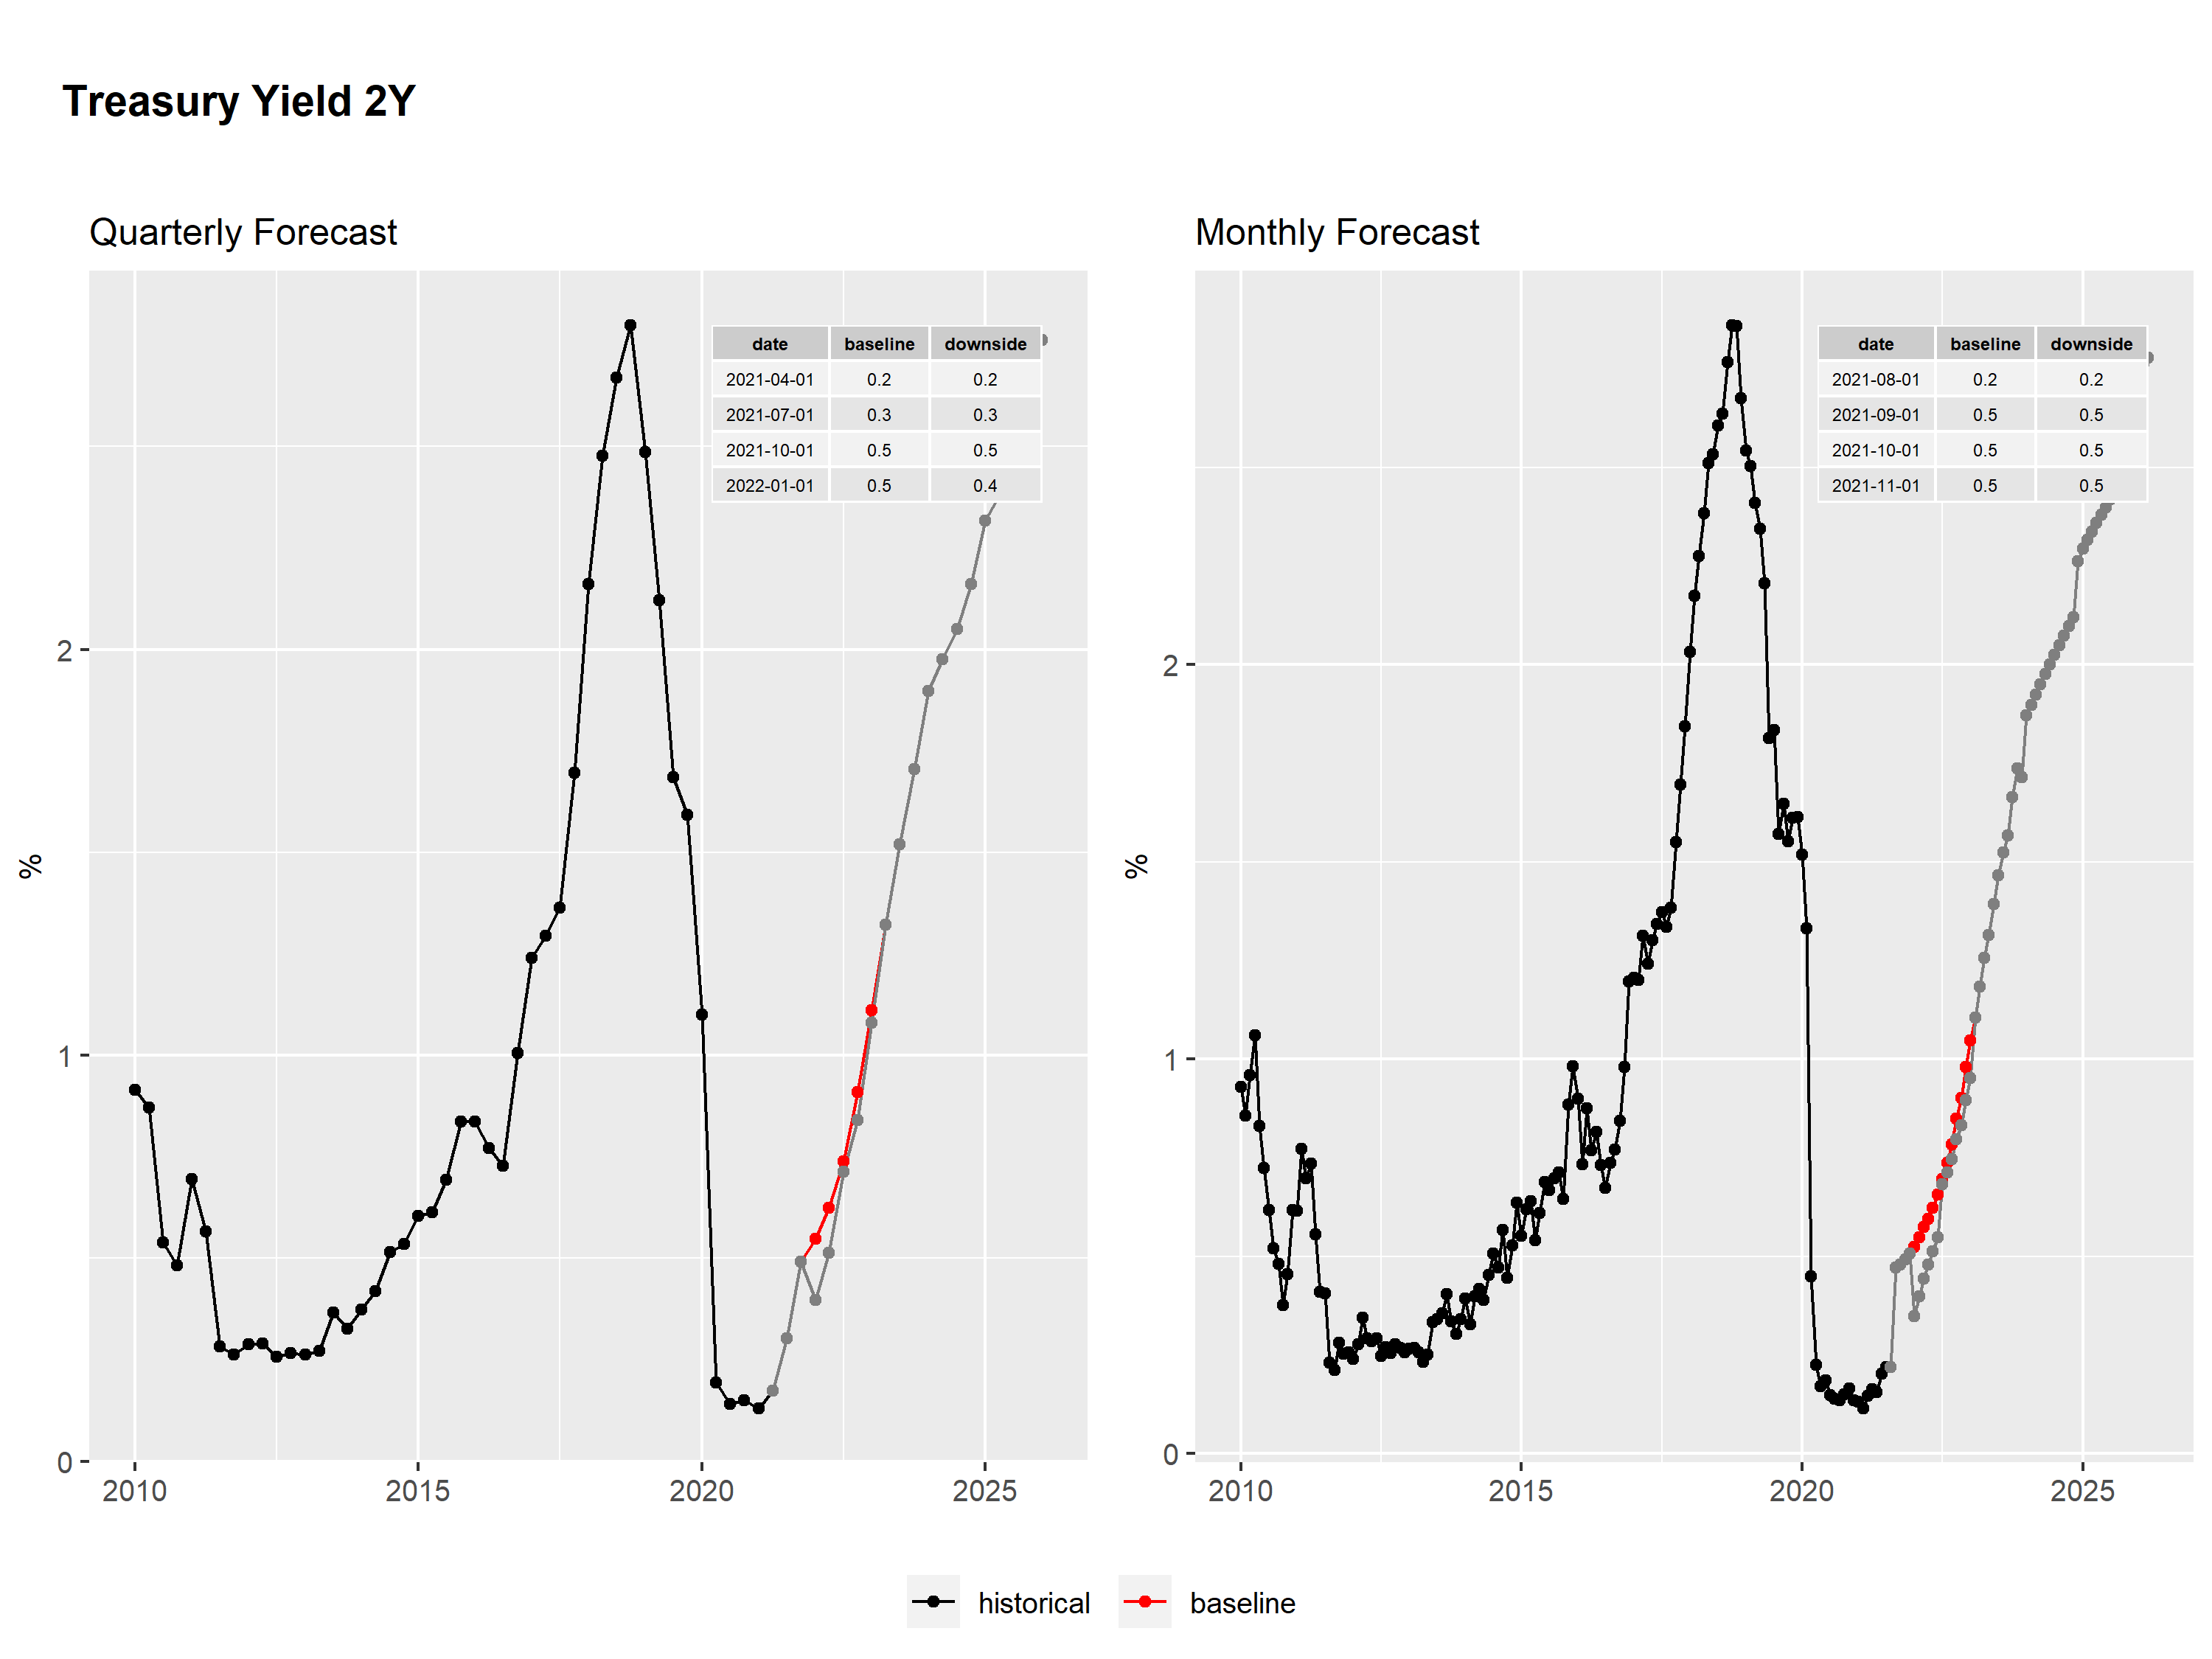 Treasury Yield 2Y
Quarterly Forecast
date baseline downside
2021-04-01 0.2 0.2
2021-07-01 0.3 0.3
2021-10-01 0.5 0.5
2022-01-01 0.5 0.4
%
2
1
0
2010 2015 2020 2025
Monthly Forecast
date baseline downside
2021-08-01 0.2 0.2
2021-09-01 0.5 0.5
2021-10-01 0.5 0.5
2021-11-01 0.5 0.5
%
2
1
0
2010 2015 2020 2025
historical baseline